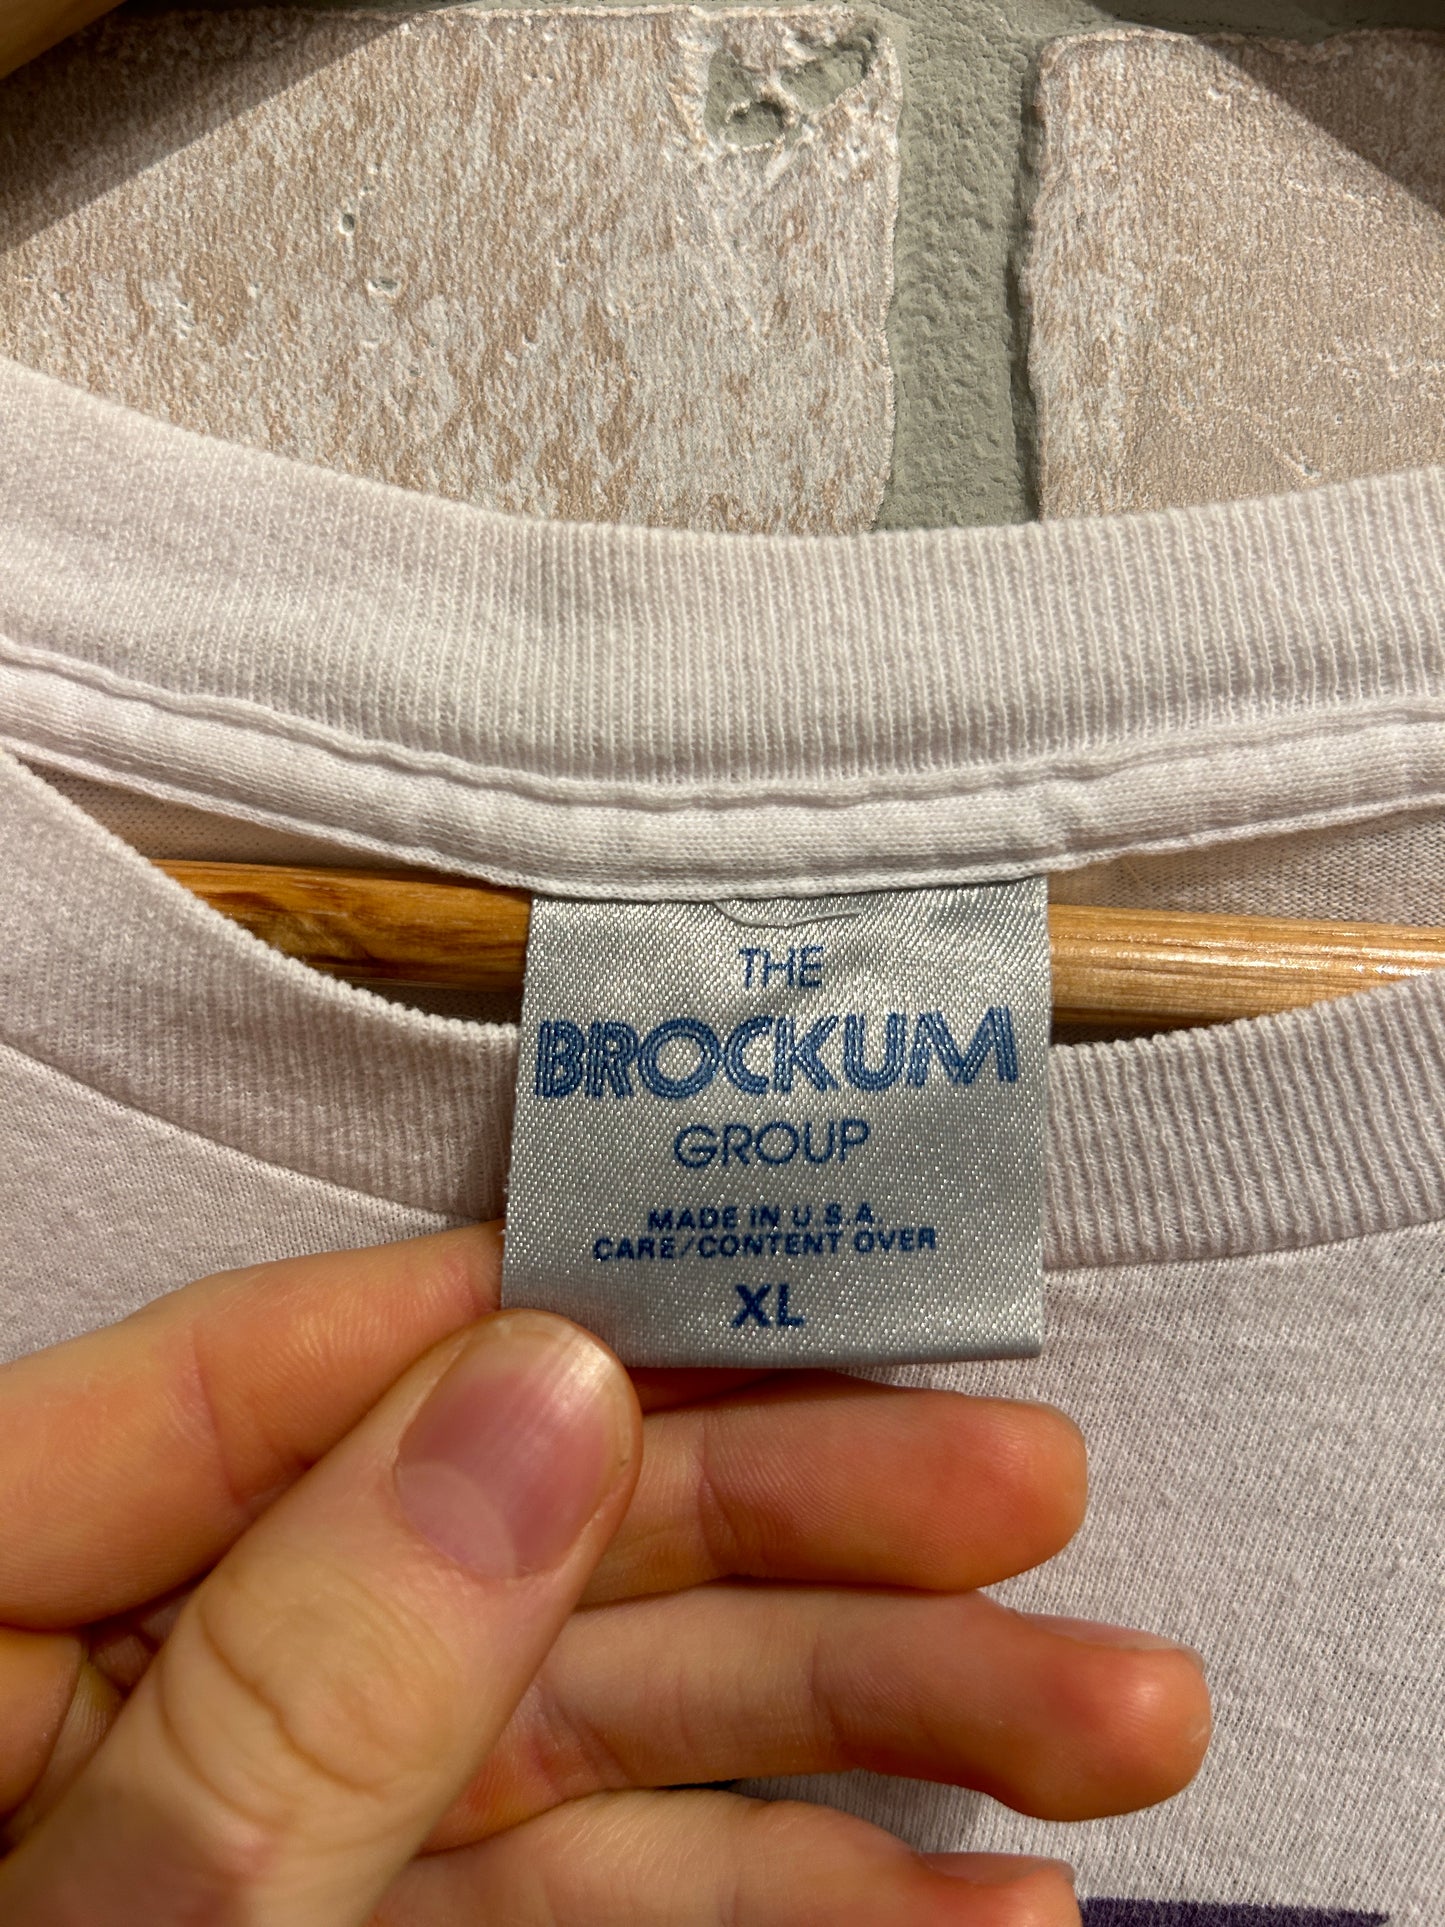 THE
BROCKUM
GROUP
MADE IN U.S.A.
CARE/CONTENT OVER
XL